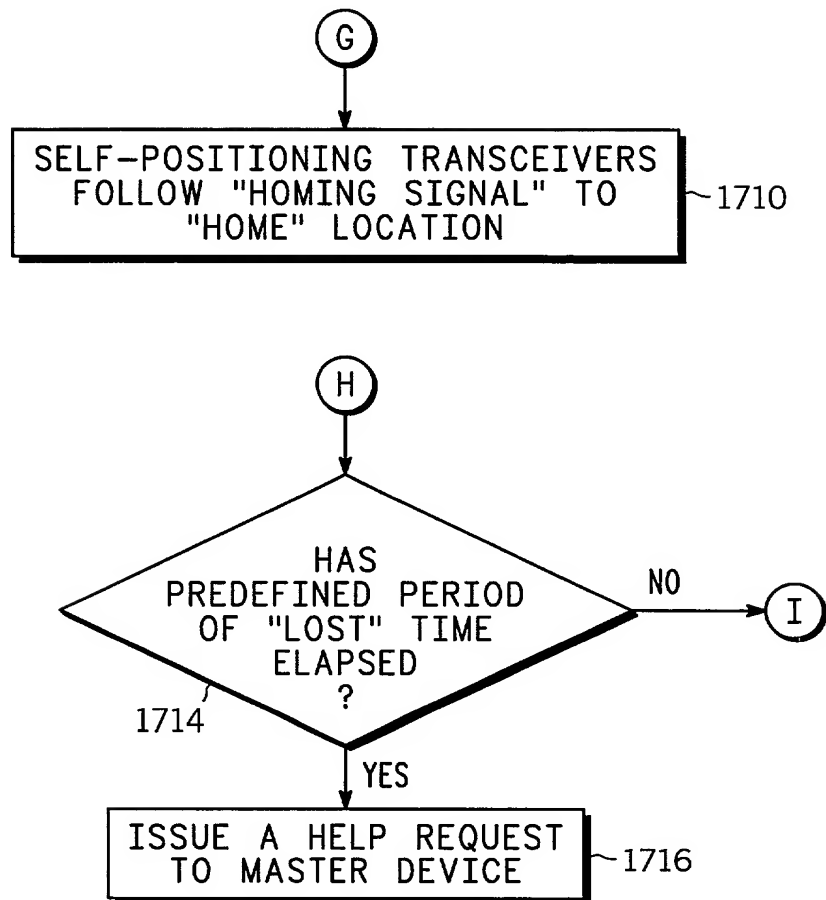 G
SELF-POSITIONING TRANSCEIVERS
FOLLOW "HOMING SIGNAL" TO
"HOME" LOCATION
1710
H
HAS
PREDEFINED PERIOD
OF "LOST" TIME
ELAPSED
?
NO
I
1714
YES
ISSUE A HELP REQUEST
TO MASTER DEVICE
1716